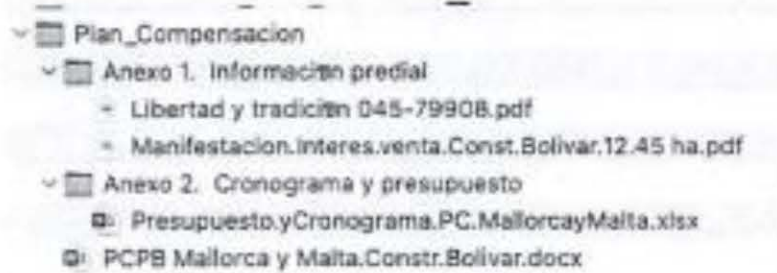 Plan_Compensacion
Anexo 1. Información predial
Libertad y tradición 045-79908.pdf
Manifestacion.Interes.venta.Const.Bolivar.12.45 ha.pdf
Anexo 2. Cronograma y presupuesto
Presupuesto.yCronograma.PC.MallorcayMalta.xlsx
PCPB Mallorca y Malta.Constr.Bolivar.docx